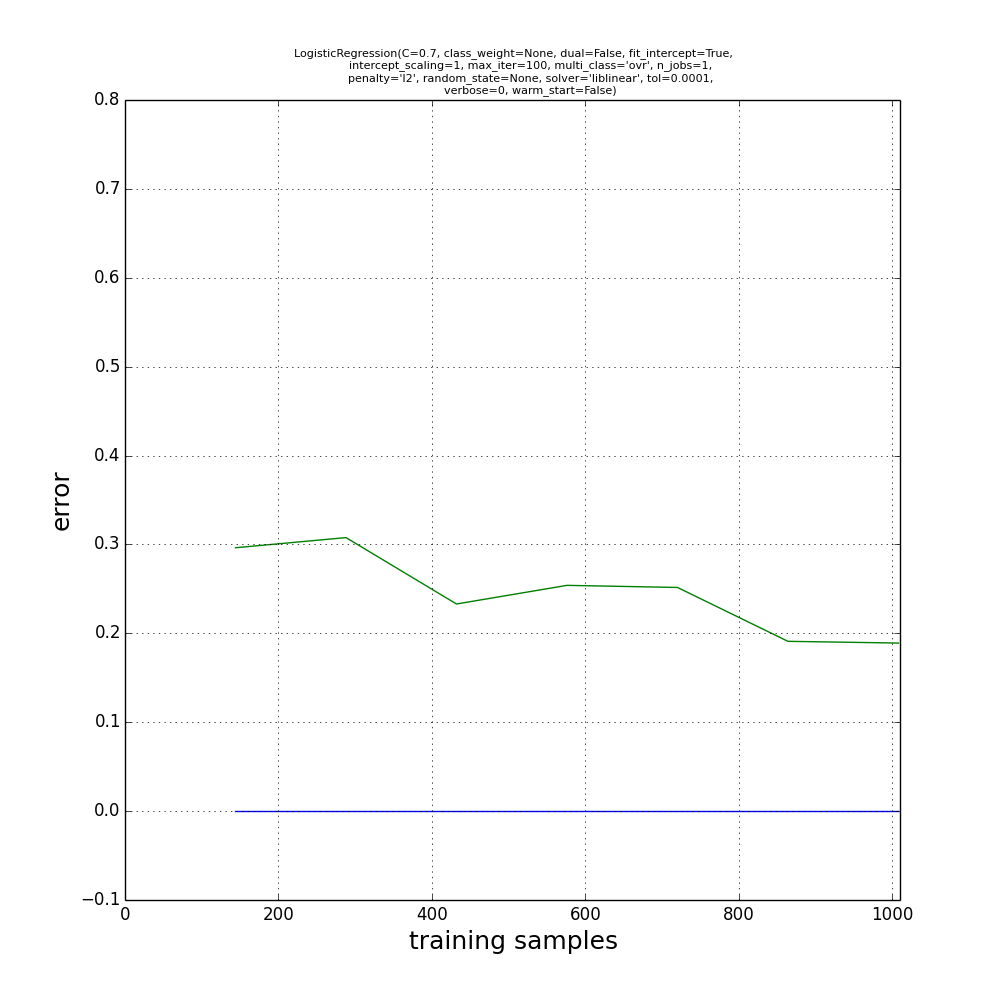 LogisticRegression(C=0.7, class_weight=None, dual=False, fit_intercept=True,
intercept_scaling=1, max_iter=100, multi_class='ovr', n_jobs=1,
penalty='l2', random_state=None, solver='liblinear', tol=0.0001,
verbose=0, warm_start=False)
0.8
0.7
0.6
0.5
0.4
0.3
0.2
0.1
0.0
−0.1
error
0 200 400 600 800 1000
training samples